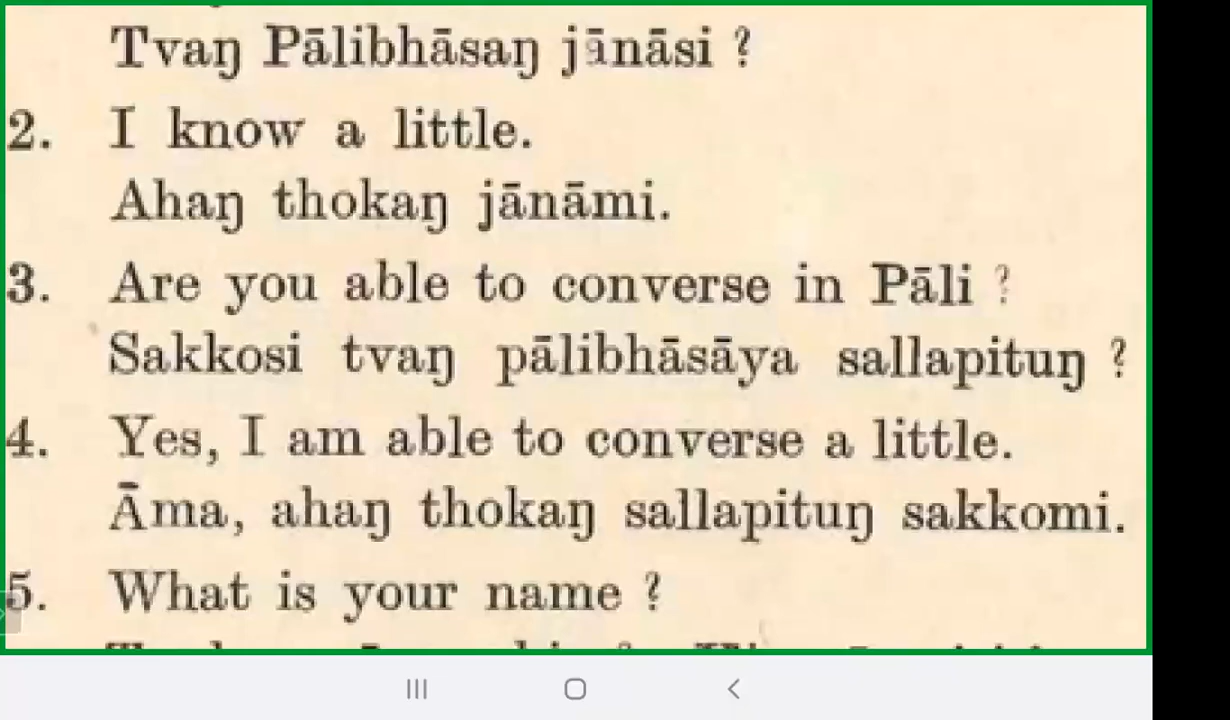 Tvaŋ Pālibhāsaŋ jānāsi ?
2. I know a little.
Ahaŋ thokaŋ jānāmi.
3. Are you able to converse in Pāli ?
Sakkosi tvaŋ pālibhāsāya sallapituŋ ?
4. Yes, I am able to converse a little.
Āma, ahaŋ thokaŋ sallapituŋ sakkomi.
5. What is your name ?